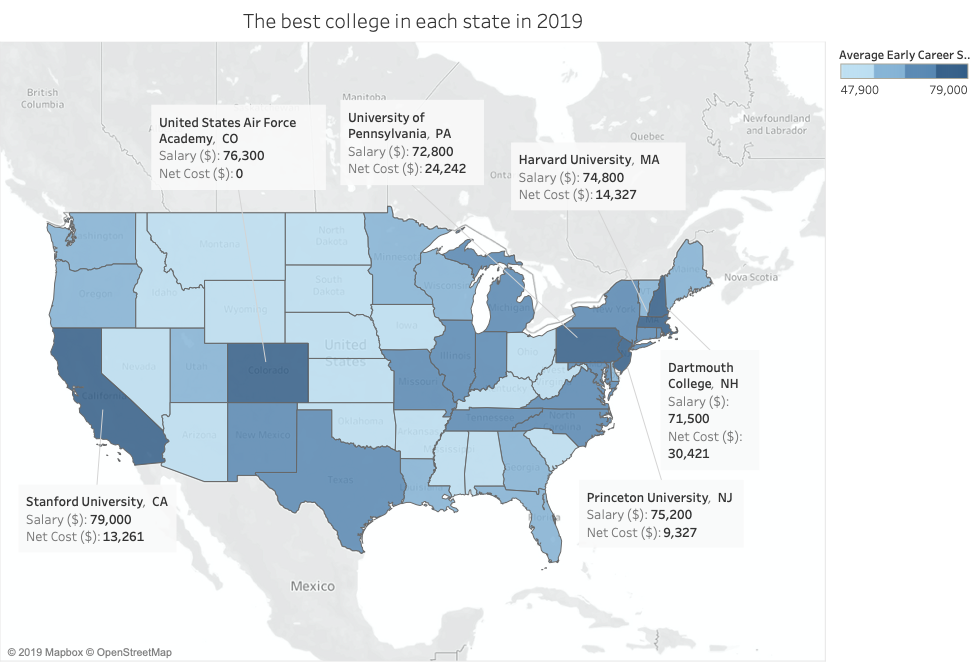 The best college in each state in 2019
Average Early Career S..
47,900 79,000
British
Columbia
Manitoba
Newfoundland
and Labrador
Quebec
Nova Scotia
United States Air Force
Academy, CO
Salary ($): 76,300
Net Cost ($): 0
University of
Pennsylvania, PA
Salary ($): 72,800
Net Cost ($): 24,242
Harvard University, MA
Salary ($): 74,800
Net Cost ($): 14,327
Montana
North
Dakota
Minnesota
Oregon
Idaho
South
Dakota
Wisconsin
Wyoming
Michigan
New York
Iowa
Nevada
Utah
Colorado
United
States
Illinois
Ohio
California
Missouri
Arizona
New Mexico
Oklahoma
Arkansas
Tennessee
North
Carolina
Mississippi
Texas
Georgia
Dartmouth
College, NH
Salary ($):
71,500
Net Cost ($):
30,421
Stanford University, CA
Salary ($): 79,000
Net Cost ($): 13,261
Princeton University, NJ
Salary ($): 75,200
Net Cost ($): 9,327
Mexico
© 2019 Mapbox © OpenStreetMap